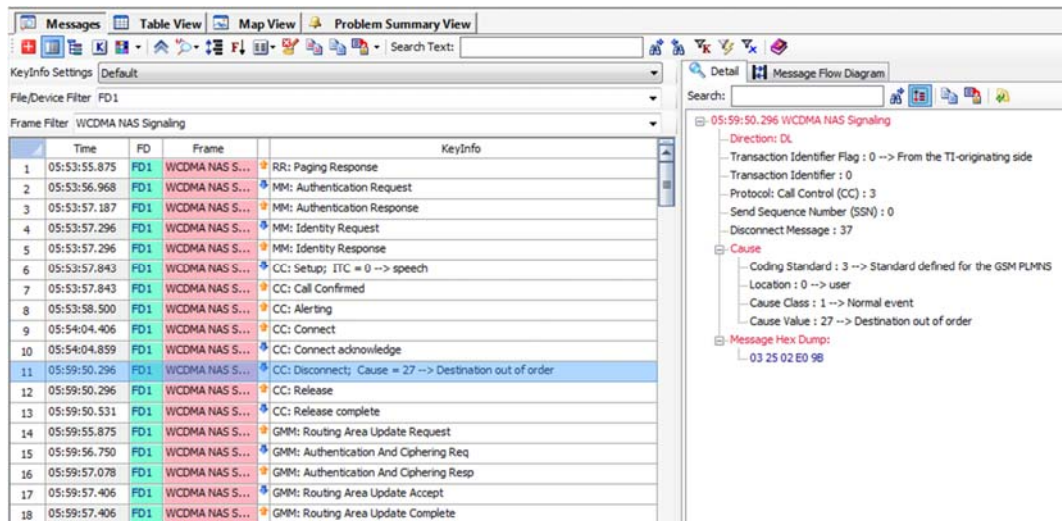 Messages Table View Map View Problem Summary View
Search Text:
KeyInfo Settings Default
File/Device Filter FD1
Frame Filter WCDMA NAS Signaling
Time FD Frame KeyInfo
1 05:53:55.875 FD1 WCDMA NAS S... RR: Paging Response
2 05:53:56.968 FD1 WCDMA NAS S... MM: Authentication Request
3 05:53:57.187 FD1 WCDMA NAS S... MM: Authentication Response
4 05:53:57.296 FD1 WCDMA NAS S... MM: Identity Request
5 05:53:57.296 FD1 WCDMA NAS S... MM: Identity Response
6 05:53:57.843 FD1 WCDMA NAS S... CC: Setup; ITC = 0 --> speech
7 05:53:57.843 FD1 WCDMA NAS S... CC: Call Confirmed
8 05:53:58.500 FD1 WCDMA NAS S... CC: Alerting
9 05:54:04.406 FD1 WCDMA NAS S... CC: Connect
10 05:54:04.859 FD1 WCDMA NAS S... CC: Connect acknowledge
11 05:59:50.296 FD1 WCDMA NAS S... CC: Disconnect; Cause = 27 --> Destination out of order
12 05:59:50.296 FD1 WCDMA NAS S... CC: Release
13 05:59:50.531 FD1 WCDMA NAS S... CC: Release complete
14 05:59:55.875 FD1 WCDMA NAS S... GMM: Routing Area Update Request
15 05:59:56.750 FD1 WCDMA NAS S... GMM: Authentication And Ciphering Req
16 05:59:57.078 FD1 WCDMA NAS S... GMM: Authentication And Ciphering Resp
17 05:59:57.406 FD1 WCDMA NAS S... GMM: Routing Area Update Accept
18 05:59:57.406 FD1 WCDMA NAS S... GMM: Routing Area Update Complete
Detail Message Flow Diagram
Search:
05:59:50.296 WCDMA NAS Signaling
Direction: DL
Transaction Identifier Flag : 0 --> From the TI-originating side
Transaction Identifier : 0
Protocol: Call Control (CC) : 3
Send Sequence Number (SSN) : 0
Disconnect Message : 37
Cause
Coding Standard : 3 --> Standard defined for the GSM PLMNS
Location : 0 --> user
Cause Class : 1 --> Normal event
Cause Value : 27 --> Destination out of order
Message Hex Dump:
03 25 02 E0 9B